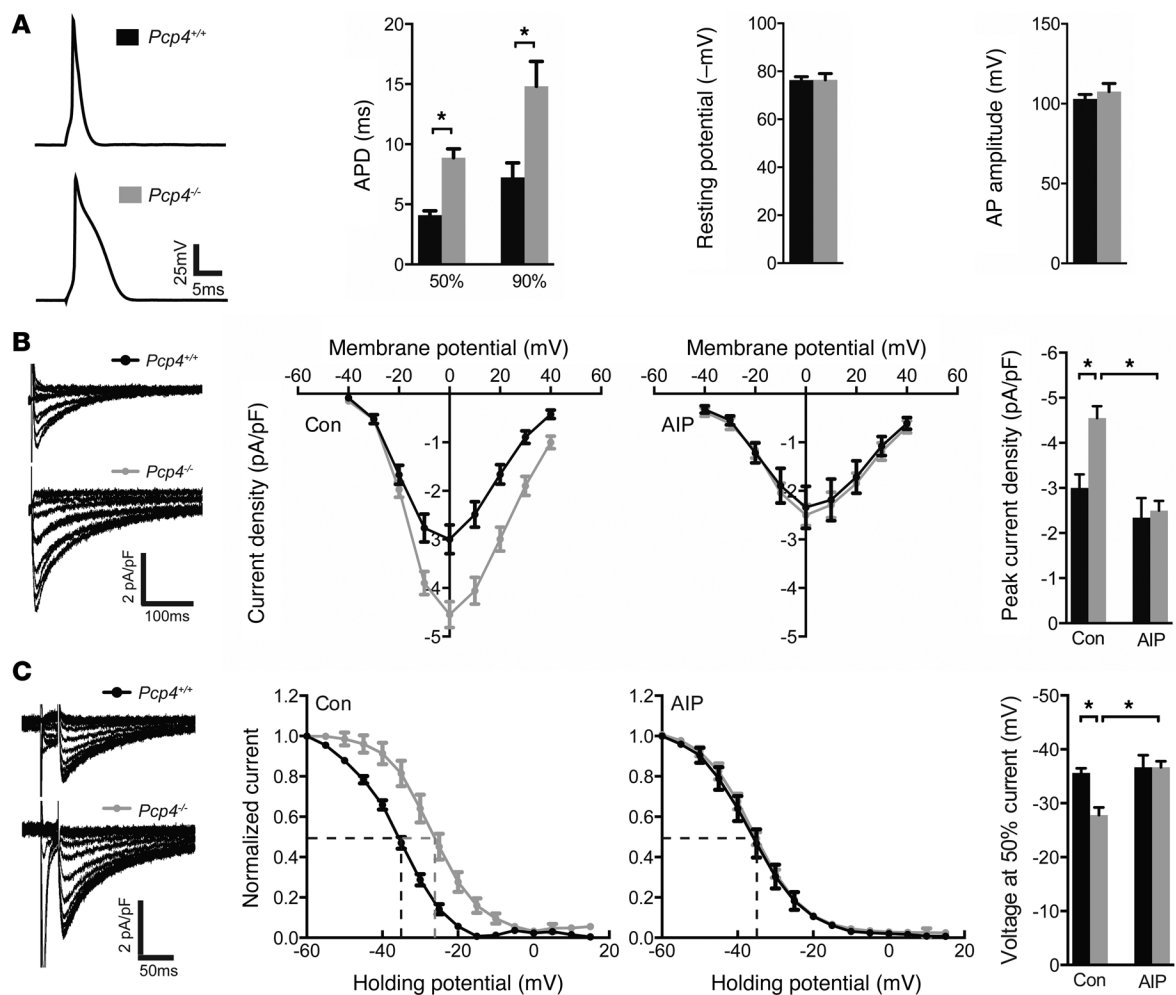 A
Pcp4+/+
Pcp4-/-
25mV
5ms
APD (ms)
20
15
10
5
0
*
*
50%
90%
Resting potential (–mV)
100
80
60
40
20
0
AP amplitude (mV)
150
100
50
0
B
Pcp4+/+
Pcp4-/-
2 pA/pF
100ms
Membrane potential (mV)
-60 -40 -20 0 20 40 60
Con
Current density (pA/pF)
-1
-2
-3
-4
-5
Membrane potential (mV)
-60 -40 -20 0 20 40 60
AIP
-1
-2
-3
-4
-5
Peak current density (pA/pF)
-6
-5
-4
-3
-2
-1
0
* *
Con AIP
C
Pcp4+/+
Pcp4-/-
2 pA/pF
50ms
Con
Normalized current
1.2
1.0
0.8
0.6
0.4
0.2
0.0
-60 -40 -20 0 20
Holding potential (mV)
AIP
1.2
1.0
0.8
0.6
0.4
0.2
0.0
-60 -40 -20 0 20
Holding potential (mV)
Voltage at 50% current (mV)
-50
-40
-30
-20
-10
0
* *
Con AIP